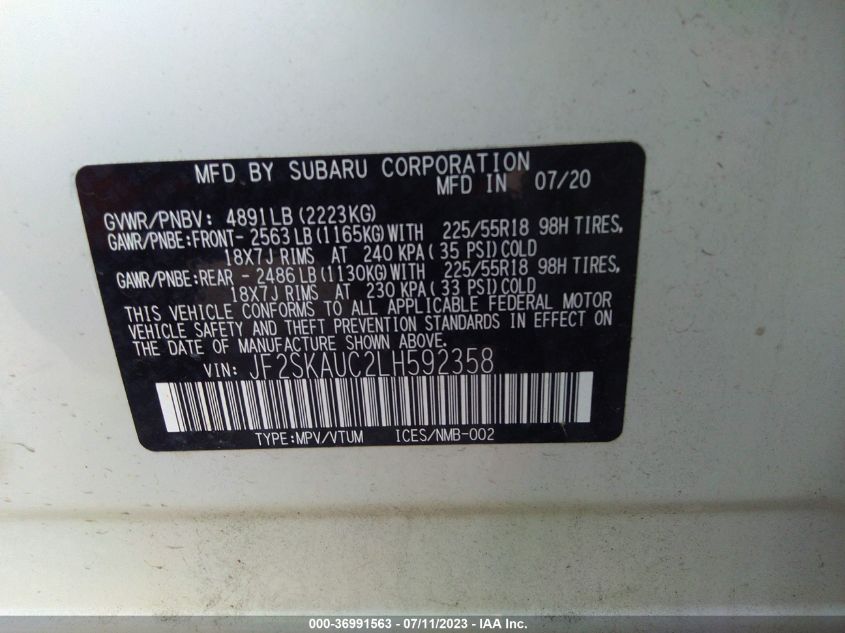 MFD BY SUBARU CORPORATION
MFD IN 07/20
GVWR/PNBV: 4891LB (2223KG)
GAWR/PNBE:FRONT- 2563 LB (1165KG) WITH 225/55R18 98H TIRES,
18X7J RIMS AT 240 KPA (35 PSI) COLD
GAWR/PNBE:REAR - 2486 LB (1130KG) WITH 225/55R18 98H TIRES,
18X7J RIMS AT 230 KPA (33 PSI) COLD
THIS VEHICLE CONFORMS TO ALL APPLICABLE FEDERAL MOTOR
VEHICLE SAFETY AND THEFT PREVENTION STANDARDS IN EFFECT ON
THE DATE OF MANUFACTURE SHOWN ABOVE.
VIN: JF2SKAUC2LH592358
TYPE:MPV/VTUM ICES/NMB-002
000-36991563 - 07/11/2023 - IAA Inc.